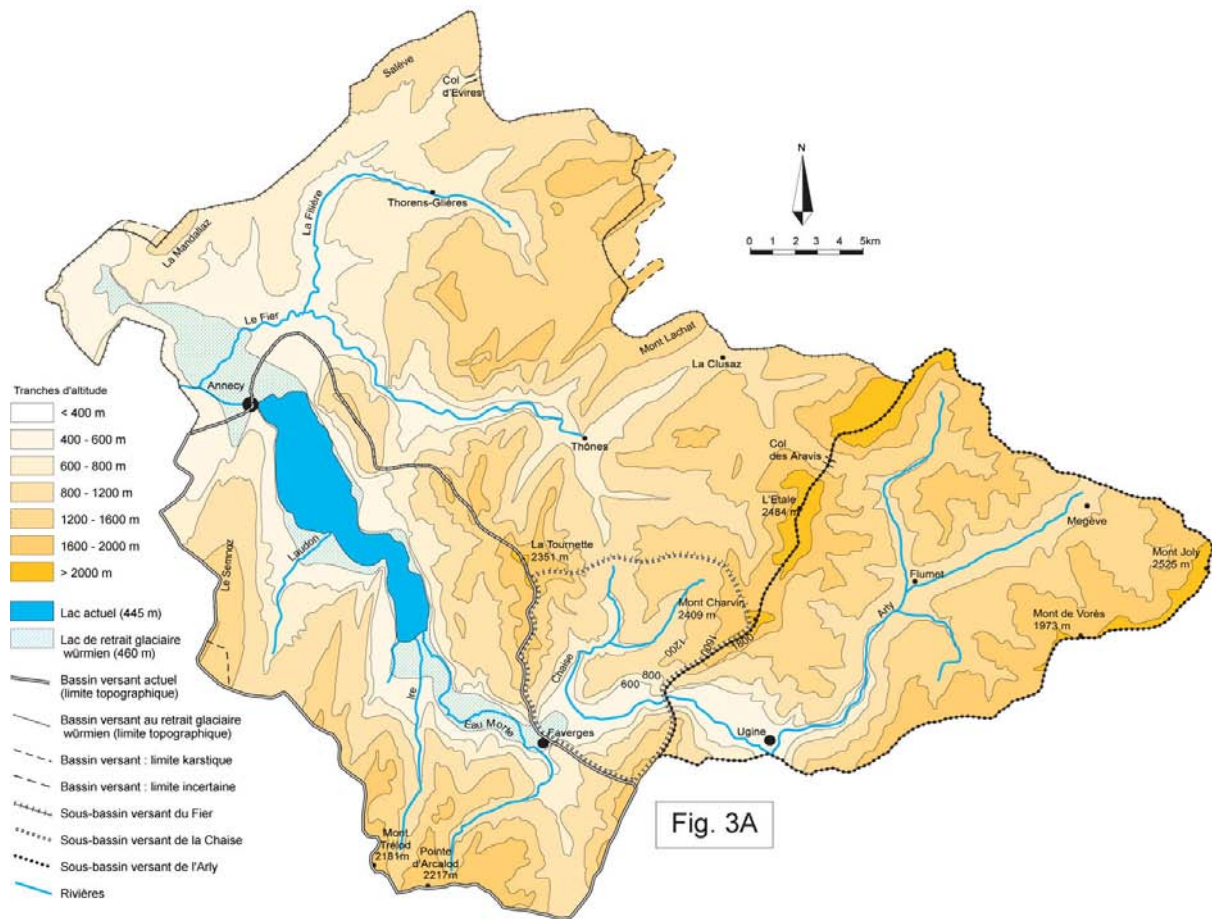 Salève
Col
d'Evires
La Filière
Thorens-Glières
La Mandallaz
Le Fier
N
0 1 2 3 4 5km
Mont Lachat
La Clusaz
Annecy
Thônes
Col
des Aravis
L'Etale
2484 m
Megève
Mont Joly
2525 m
Flumet
Arly
Mont de Vorès
1973 m
La Tournette
2351 m
Mont Charvin
2409 m
1200
1600
1800
800
600
Chaise
Laudon
Le Semnoz
Ire
Eau Morte
Faverges
Ugine
Mont
Trélod
2181m
Pointe
d'Arcalod
2217m
Fig. 3A
Tranches d'altitude
< 400 m
400 - 600 m
600 - 800 m
800 - 1200 m
1200 - 1600 m
1600 - 2000 m
> 2000 m
Lac actuel (445 m)
Lac de retrait glaciaire
würmien (460 m)
Bassin versant actuel
(limite topographique)
Bassin versant au retrait glaciaire
würmien (limite topographique)
Bassin versant : limite karstique
Bassin versant : limite incertaine
Sous-bassin versant du Fier
Sous-bassin versant de la Chaise
Sous-bassin versant de l'Arly
Rivières